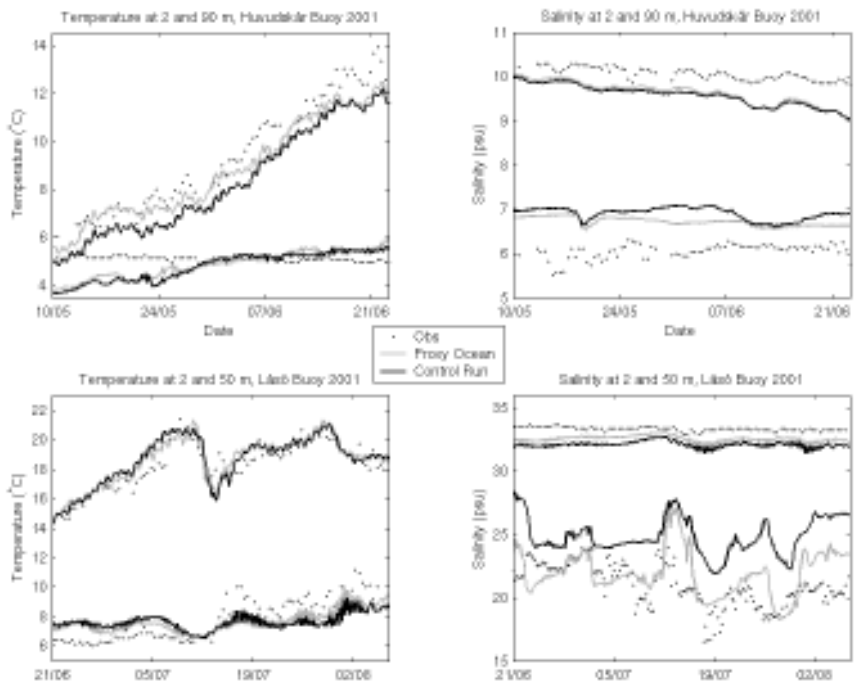 Temperature at 2 and 90 m, Huvudskär Buoy 2001
14
12
10
8
6
4
Temperature (°C)
10/05 24/05 07/06 21/06
Date
Salinity at 2 and 90 m, Huvudskär Buoy 2001
11
10
9
8
7
6
5
Salinity (psu)
10/05 24/05 07/06 21/06
Date
Obs
Proxy Ocean
Control Run
Temperature at 2 and 50 m, Läsö Buoy 2001
22
20
18
16
14
12
10
8
6
Temperature (°C)
21/06 05/07 19/07 02/08
Salinity at 2 and 50 m, Läsö Buoy 2001
35
30
25
20
15
Salinity (psu)
21/06 05/07 19/07 02/08